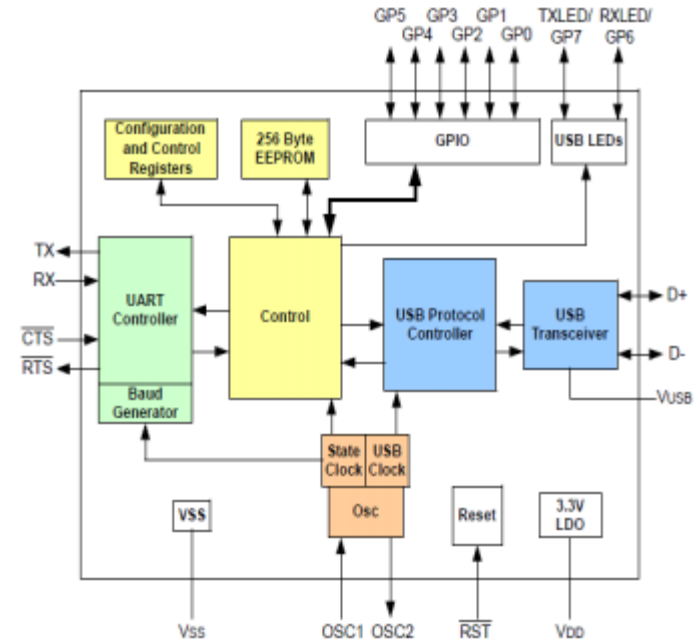 GP5 GP3 GP1 TXLED/ RXLED/
GP4 GP2 GP0 GP7 GP6
Configuration
and Control
Registers
256 Byte
EEPROM
GPIO
USB LEDs
TX
RX
CTS
RTS
UART
Controller
Baud
Generator
Control
USB Protocol
Controller
USB
Transceiver
D+
D-
VUSB
State
Clock
USB
Clock
Osc
VSS
Reset
3.3V
LDO
VSS
OSC1 OSC2
RST
VDD